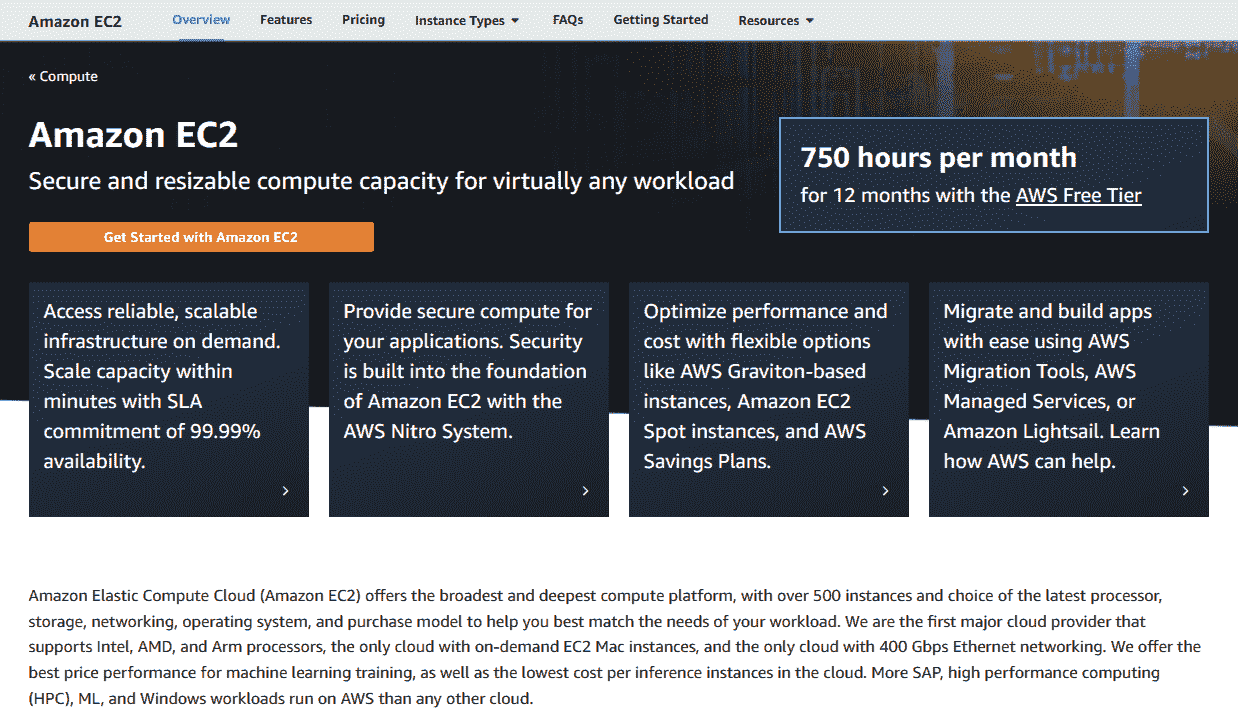 Amazon EC2 Overview Features Pricing Instance Types FAQs Getting Started Resources
« Compute
Amazon EC2
Secure and resizable compute capacity for virtually any workload
Get Started with Amazon EC2
750 hours per month
for 12 months with the AWS Free Tier
Access reliable, scalable
infrastructure on demand.
Scale capacity within
minutes with SLA
commitment of 99.99%
availability.
Provide secure compute for
your applications. Security
is built into the foundation
of Amazon EC2 with the
AWS Nitro System.
Optimize performance and
cost with flexible options
like AWS Graviton-based
instances, Amazon EC2
Spot instances, and AWS
Savings Plans.
Migrate and build apps
with ease using AWS
Migration Tools, AWS
Managed Services, or
Amazon Lightsail. Learn
how AWS can help.
Amazon Elastic Compute Cloud (Amazon EC2) offers the broadest and deepest compute platform, with over 500 instances and choice of the latest processor,
storage, networking, operating system, and purchase model to help you best match the needs of your workload. We are the first major cloud provider that
supports Intel, AMD, and Arm processors, the only cloud with on-demand EC2 Mac instances, and the only cloud with 400 Gbps Ethernet networking. We offer the
best price performance for machine learning training, as well as the lowest cost per inference instances in the cloud. More SAP, high performance computing
(HPC), ML, and Windows workloads run on AWS than any other cloud.